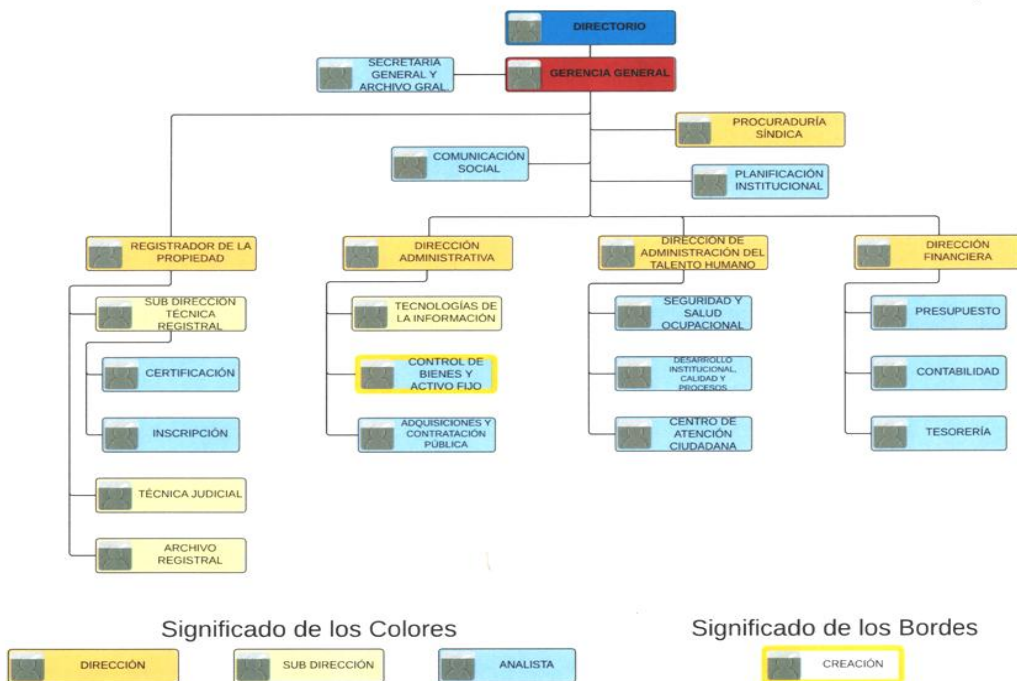 DIRECTORIO
SECRETARIA
GENERAL Y
ARCHIVO GRAL.
GERENCIA GENERAL
PROCURADURÍA
SÍNDICA
COMUNICACIÓN
SOCIAL
PLANIFICACIÓN
INSTITUCIONAL
REGISTRADOR DE LA
PROPIEDAD
DIRECCIÓN
ADMINISTRATIVA
DIRECCIÓN DE
ADMINISTRACIÓN DEL
TALENTO HUMANO
DIRECCIÓN
FINANCIERA
SUB DIRECCIÓN
TÉCNICA
REGISTRAL
TECNOLOGÍAS DE
LA INFORMACIÓN
SEGURIDAD Y
SALUD
OCUPACIONAL
PRESUPUESTO
CERTIFICACIÓN
CONTROL DE
BIENES Y
ACTIVO FIJO
DESARROLLO
INSTITUCIONAL,
CALIDAD Y
PROCESOS
CONTABILIDAD
INSCRIPCIÓN
ADQUISICIONES Y
CONTRATACIÓN
PÚBLICA
CENTRO DE
ATENCIÓN
CIUDADANA
TESORERÍA
TÉCNICA JUDICIAL
ARCHIVO
REGISTRAL
Significado de los Colores
Significado de los Bordes
DIRECCIÓN
SUB DIRECCIÓN
ANALISTA
CREACIÓN